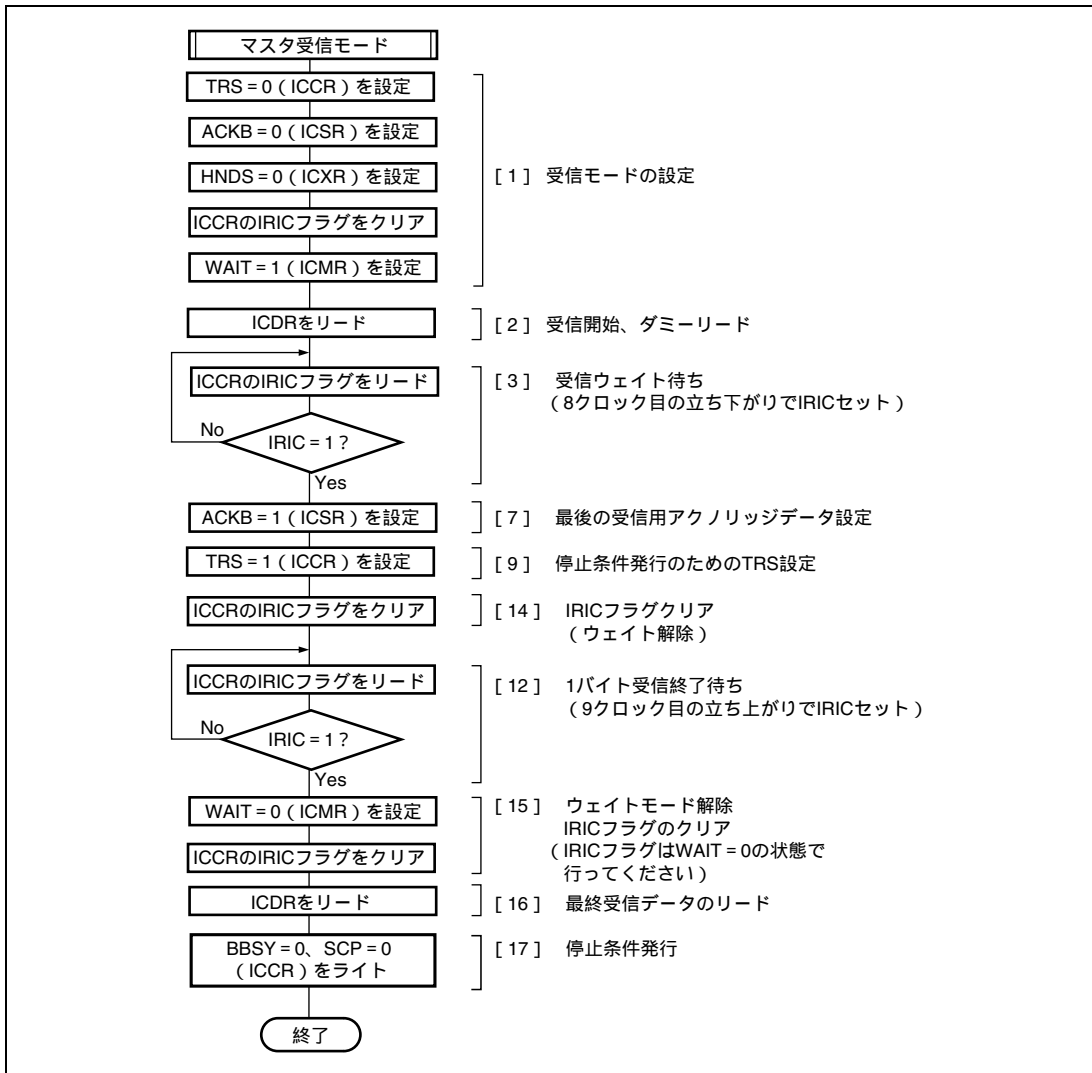 マスタ受信モード
TRS = 0 ( ICCR ) を設定
ACKB = 0 ( ICSR ) を設定
HNDS = 0 ( ICXR ) を設定
ICCRのIRICフラグをクリア
WAIT = 1 ( ICMR ) を設定
[ 1 ] 受信モードの設定
ICDRをリード
[ 2 ] 受信開始、ダミーリード
ICCRのIRICフラグをリード
[ 3 ] 受信ウェイト待ち
( 8クロック目の立ち下がりでIRICセット )
No
IRIC = 1 ?
Yes
ACKB = 1 ( ICSR ) を設定
[ 7 ] 最後の受信用アクノリッジデータ設定
TRS = 1 ( ICCR ) を設定
[ 9 ] 停止条件発行のためのTRS設定
ICCRのIRICフラグをクリア
[ 14 ] IRICフラグクリア
( ウェイト解除 )
ICCRのIRICフラグをリード
[ 12 ] 1バイト受信終了待ち
( 9クロック目の立ち上がりでIRICセット )
No
IRIC = 1 ?
Yes
WAIT = 0 ( ICMR ) を設定
ICCRのIRICフラグをクリア
[ 15 ] ウェイトモード解除
IRICフラグのクリア
( IRICフラグはWAIT = 0の状態で
行ってください )
ICDRをリード
[ 16 ] 最終受信データのリード
BBSY = 0、SCP = 0
( ICCR ) をライト
[ 17 ] 停止条件発行
終了